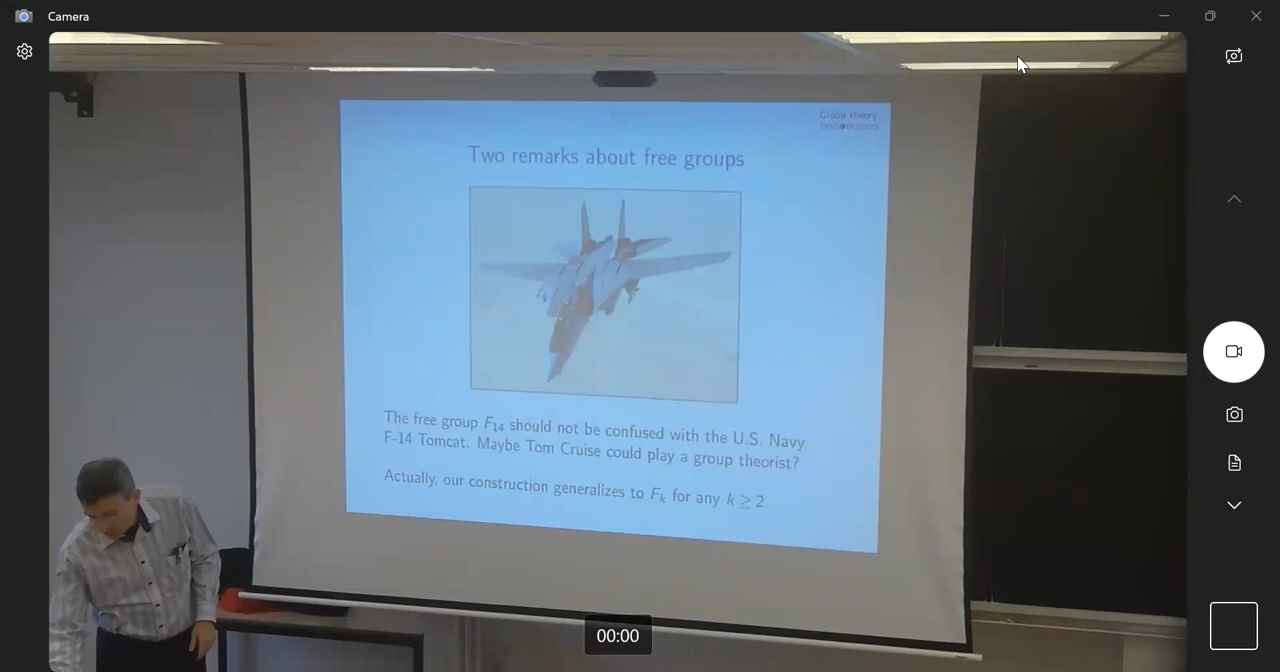 Camera
Group theory
Two remarks about free groups
The free group F₁₄ should not be confused with the U.S. Navy
F-14 Tomcat. Maybe Tom Cruise could play a group theorist?
Actually, our construction generalizes to Fₖ for any k ≥ 2.
00:00